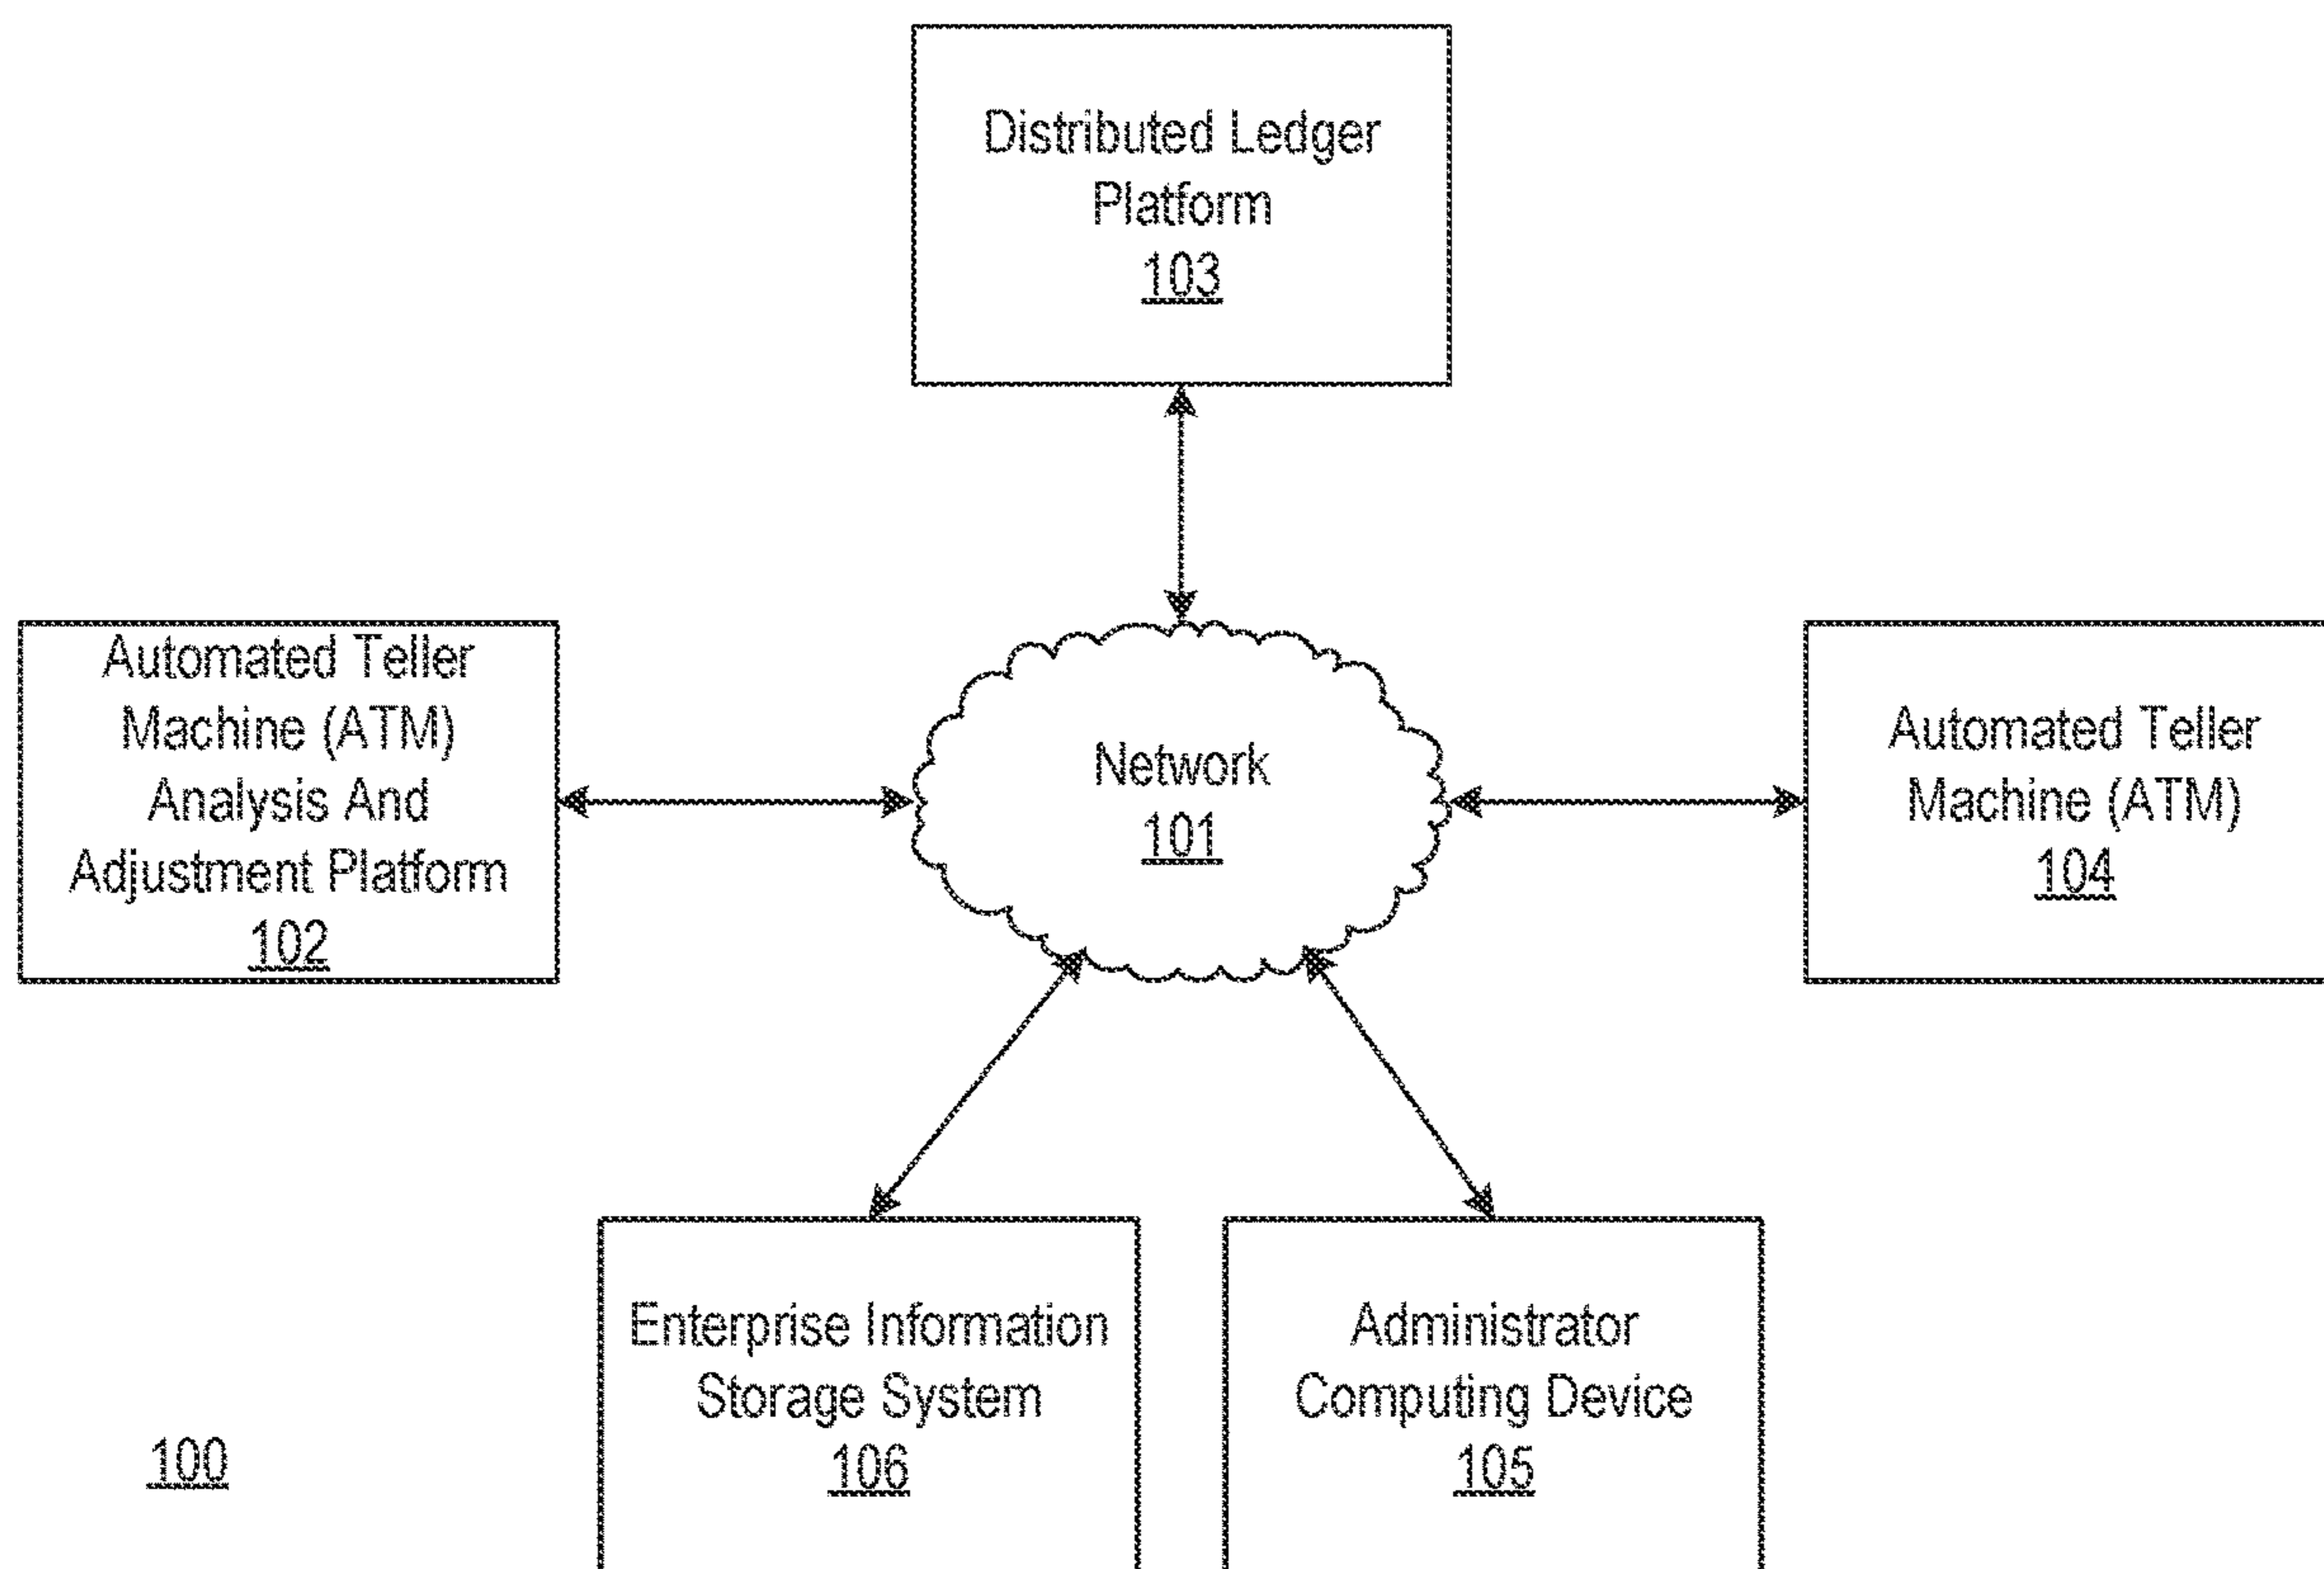 Distributed Ledger
Platform
103
Automated Teller
Machine (ATM)
Analysis And
Adjustment Platform
102
Network
101
Automated Teller
Machine (ATM)
104
Enterprise Information
Storage System
106
Administrator
Computing Device
105
100